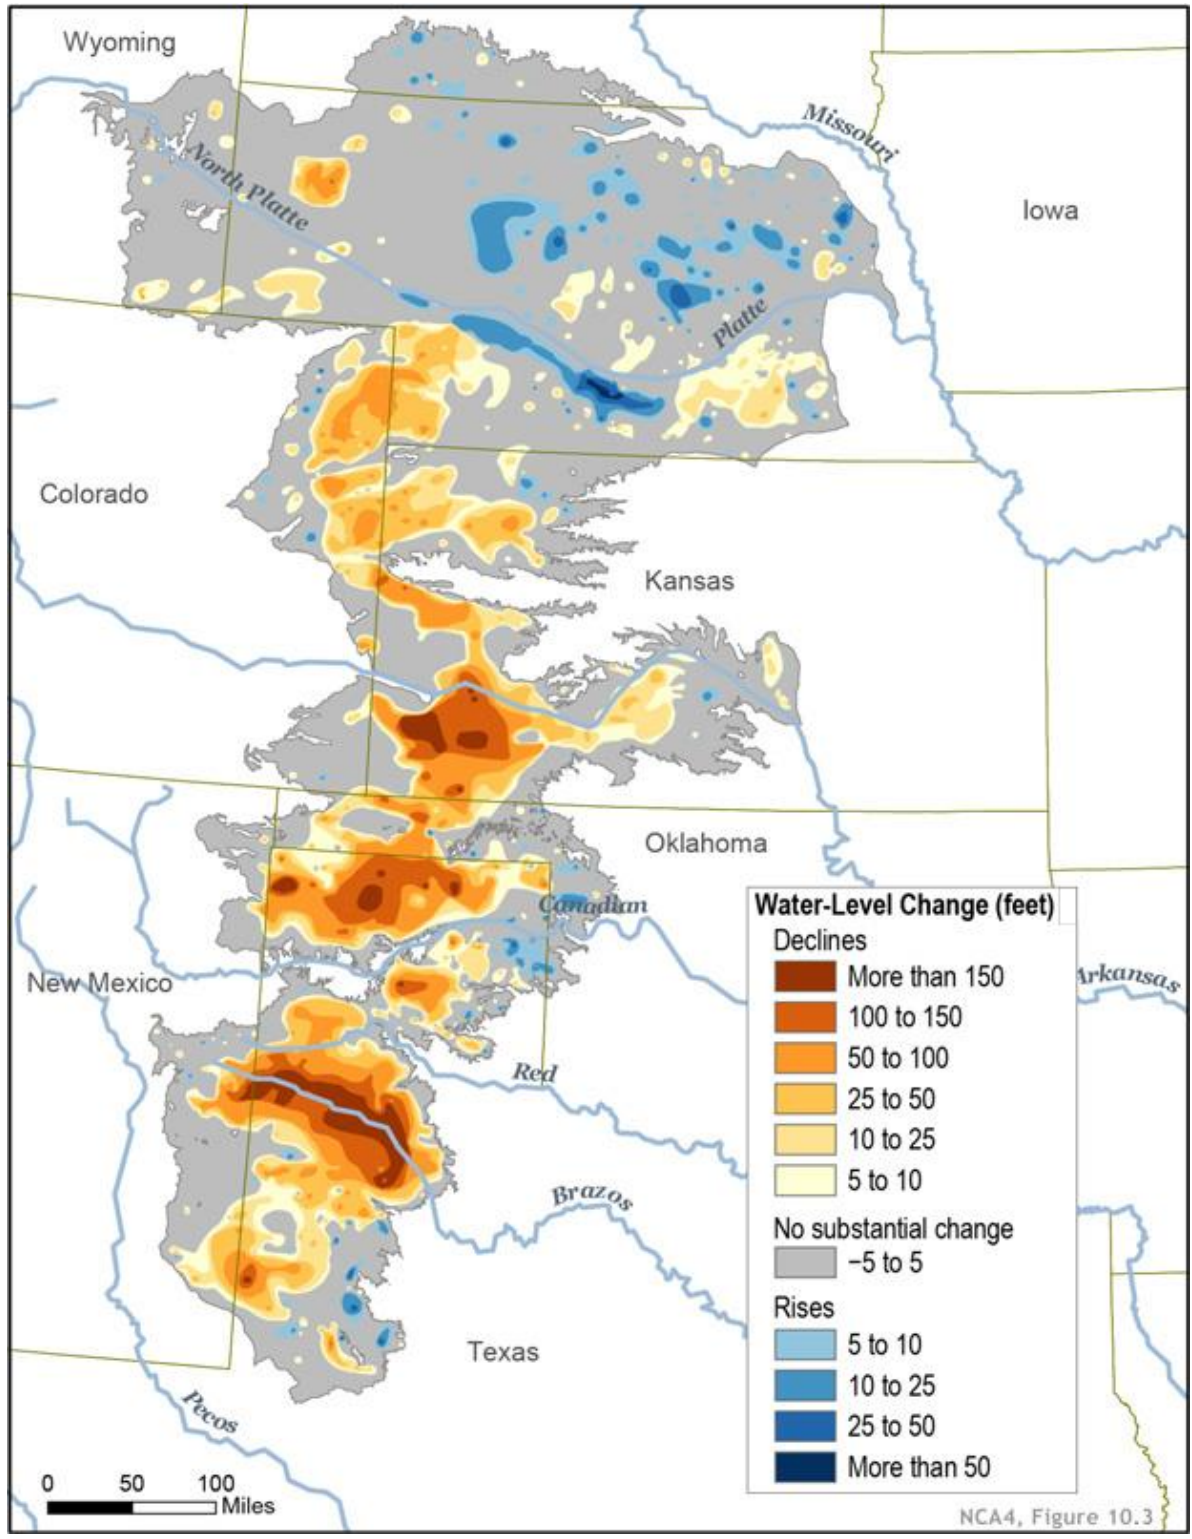 Wyoming
Missouri
North Platte
Iowa
Platte
Colorado
Kansas
Oklahoma
Canadian
New Mexico
Arkansas
Red
Brazos
Texas
Pecos
Water-Level Change (feet)
Declines
More than 150
100 to 150
50 to 100
25 to 50
10 to 25
5 to 10
No substantial change
−5 to 5
Rises
5 to 10
10 to 25
25 to 50
More than 50
0 50 100
Miles
NCA4, Figure 10.3